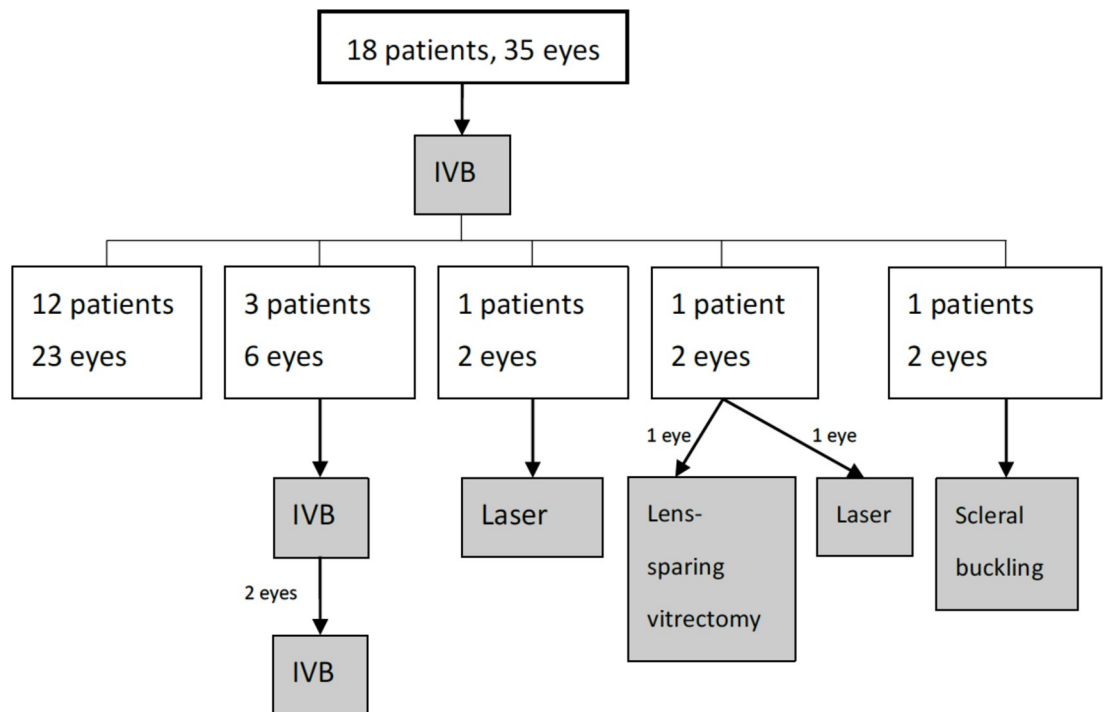 18 patients, 35 eyes
IVB
12 patients
23 eyes
3 patients
6 eyes
1 patients
2 eyes
1 patient
2 eyes
1 patients
2 eyes
1 eye
1 eye
IVB
Laser
Lens-
sparing
vitrectomy
Laser
Scleral
buckling
2 eyes
IVB